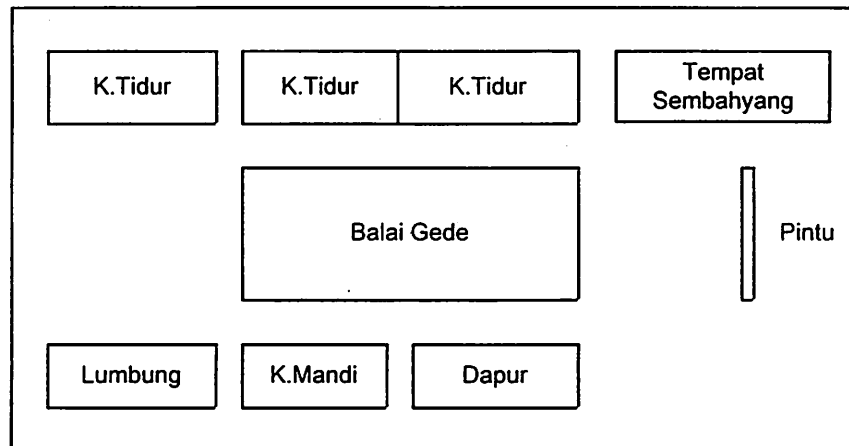 K.Tidur
K.Tidur
K.Tidur
Tempat
Sembahyang
Balai Gede
Pintu
Lumbung
K.Mandi
Dapur